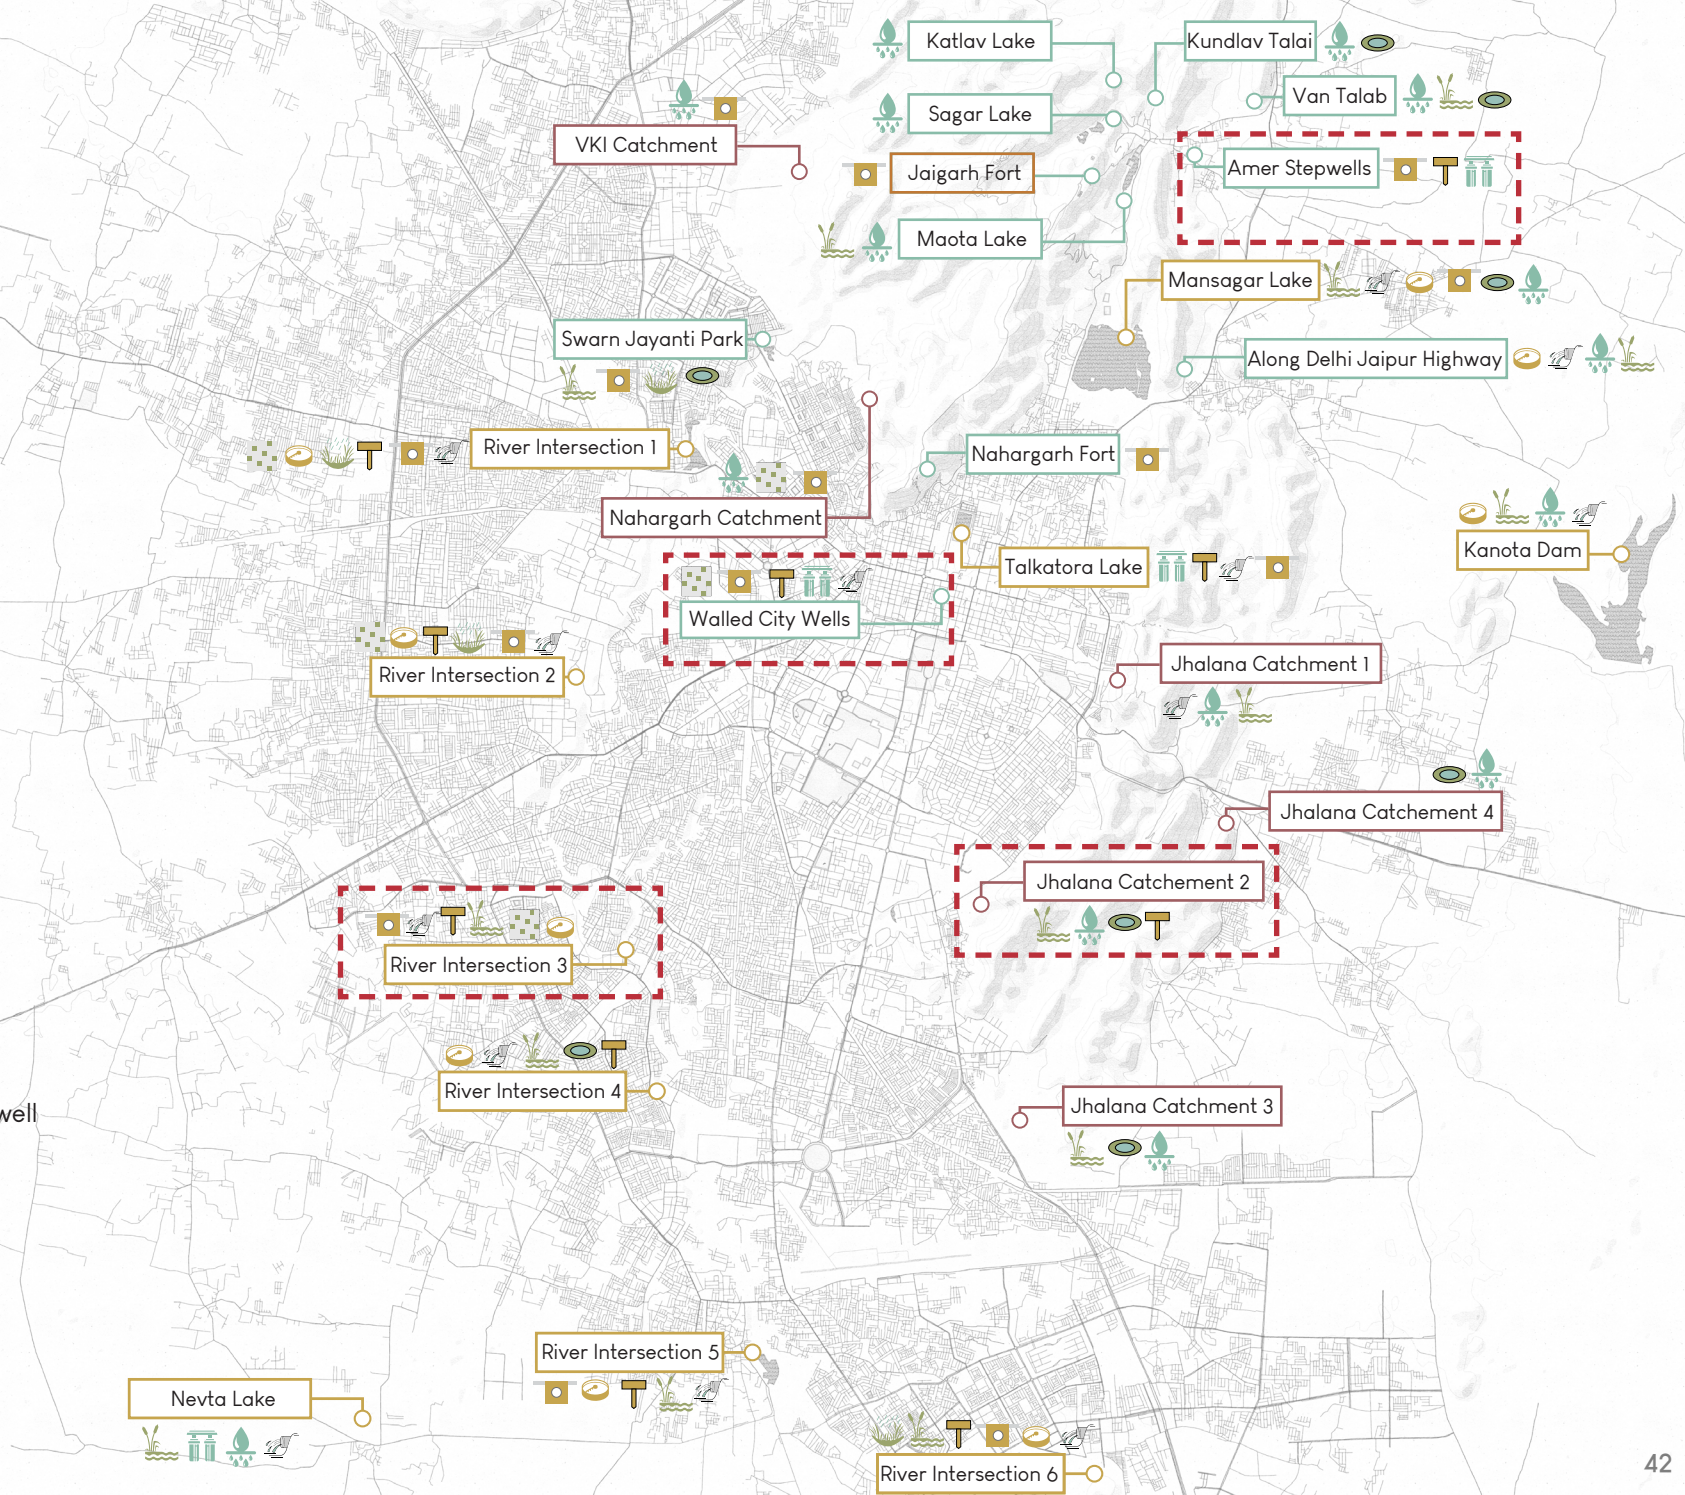 Katlav Lake
Kundlav Talai
Van Talab
Sagar Lake
VKI Catchment
Jaigarh Fort
Amer Stepwells
Maota Lake
Mansagar Lake
Swarn Jayanti Park
Along Delhi Jaipur Highway
River Intersection 1
Nahargarh Fort
Nahargarh Catchment
Kanota Dam
Talkatora Lake
Walled City Wells
River Intersection 2
Jhalana Catchment 1
Jhalana Catchement 4
Jhalana Catchement 2
River Intersection 3
River Intersection 4
Jhalana Catchment 3
well
River Intersection 5
Nevta Lake
River Intersection 6
42